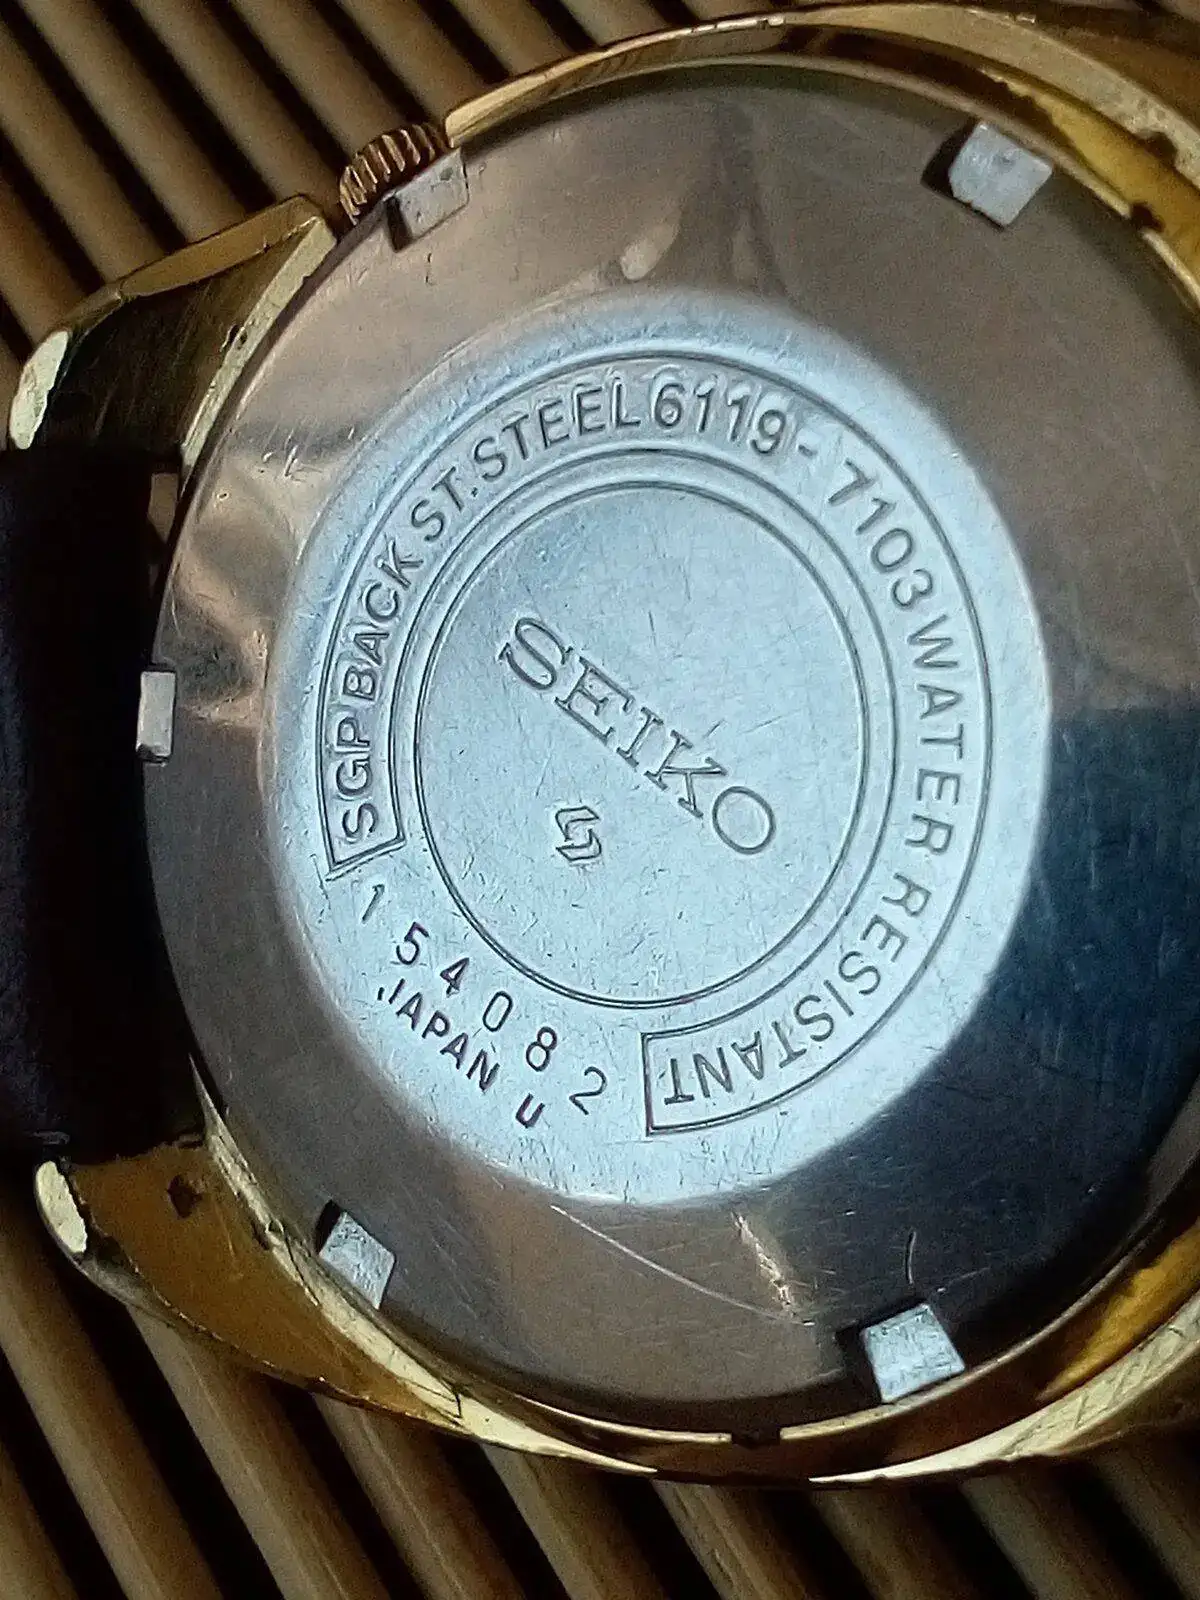 SGP BACK ST. STEEL 6119-7103 WATER RESISTANT
SEIKO
154082
JAPAN U